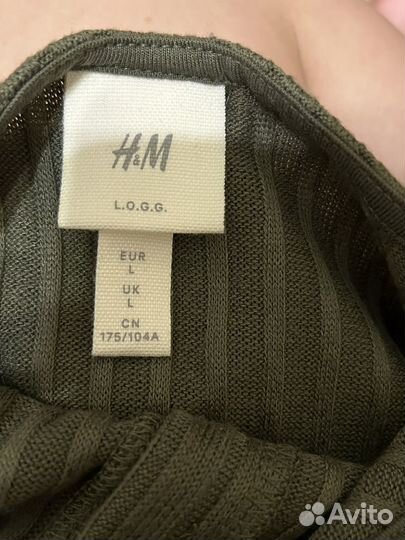 H&M
L.O.G.G.
EUR
L
UK
L
CN
175/104A
Avito